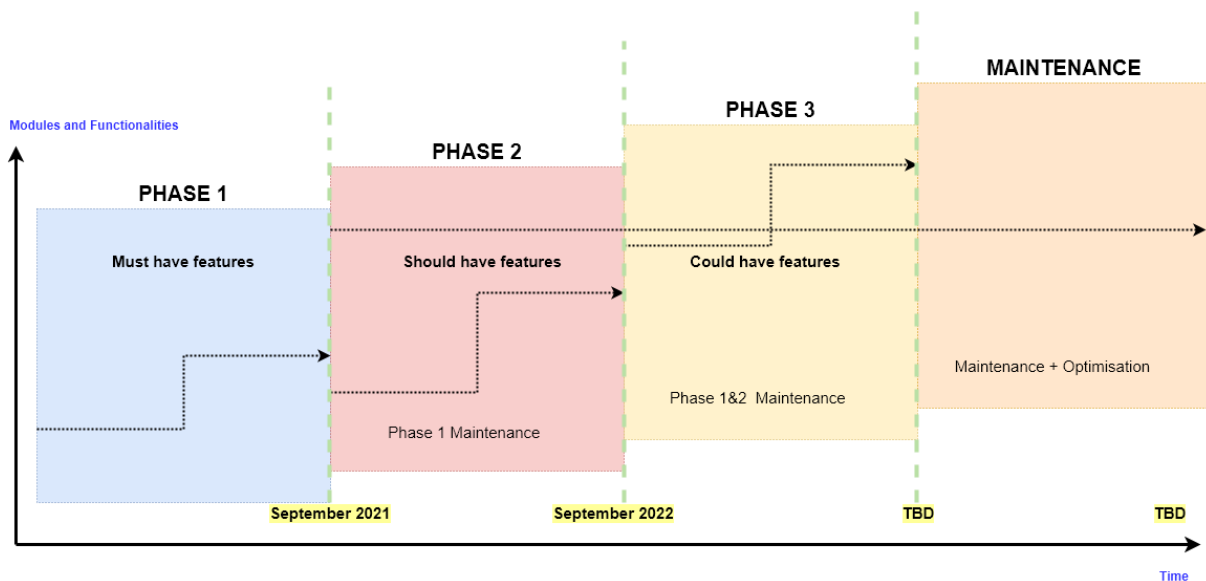 MAINTENANCE
PHASE 3
Modules and Functionalities
PHASE 2
PHASE 1
Must have features
Should have features
Could have features
Maintenance + Optimisation
Phase 1&2 Maintenance
Phase 1 Maintenance
September 2021
September 2022
TBD
TBD
Time